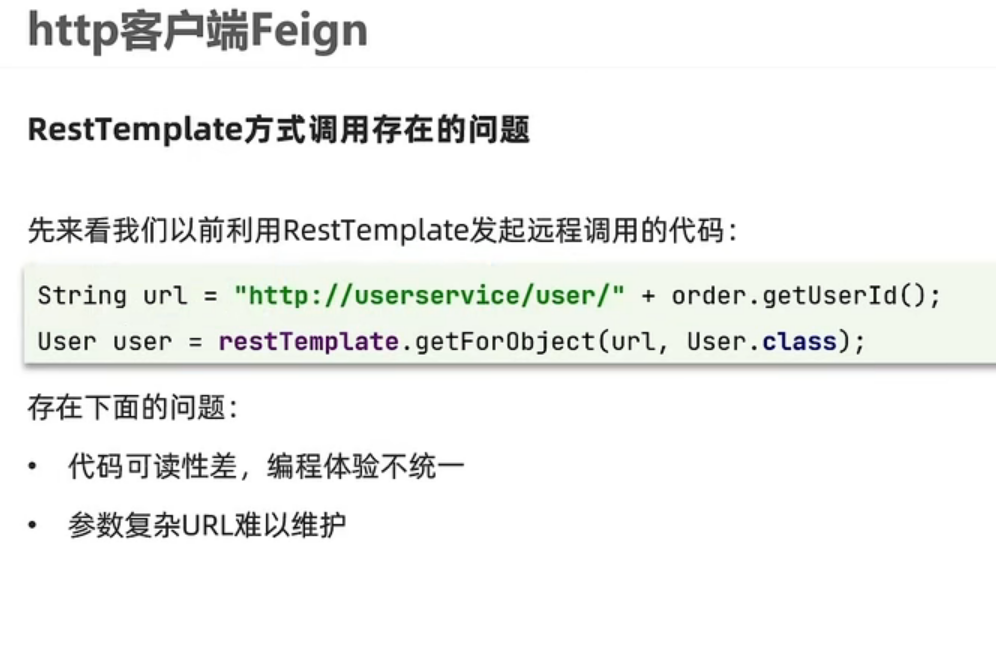 http客户端Feign
RestTemplate方式调用存在的问题
先来看我们以前利用RestTemplate发起远程调用的代码：
String url = "http://userservice/user/" + order.getUserId();
User user = restTemplate.getForObject(url, User.class);
存在下面的问题：
• 代码可读性差，编程体验不统一
• 参数复杂URL难以维护